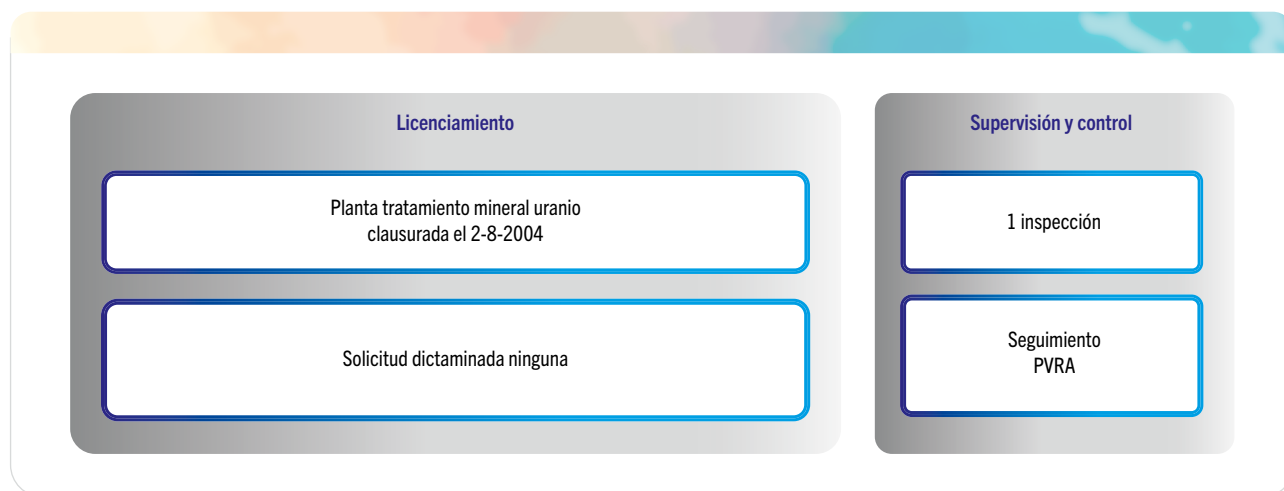 Licenciamiento
Planta tratamiento mineral uranio
clausurada el 2-8-2004
Solicitud dictaminada ninguna
Supervisión y control
1 inspección
Seguimiento
PVRA